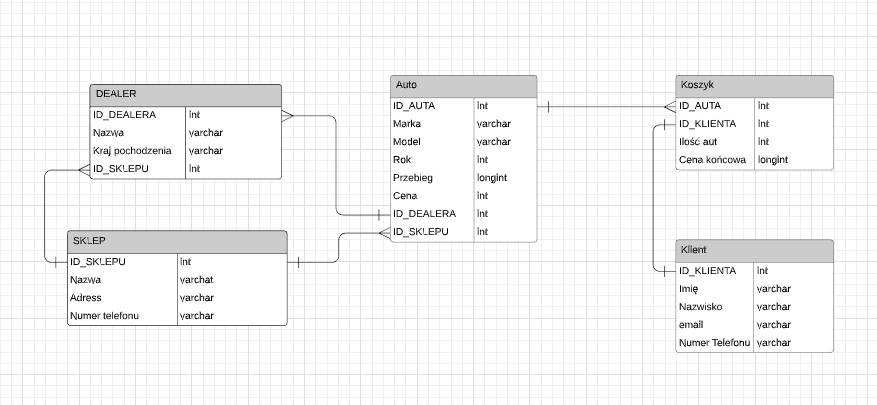 DEALER
ID_DEALERA int
Nazwa varchar
Kraj pochodzenia varchar
ID_SKLEPU int
SKLEP
ID_SKLEPU int
Nazwa varchat
Adress varchar
Numer telefonu varchar
Auto
ID_AUTA int
Marka varchar
Model varchar
Rok int
Przebieg longint
Cena int
ID_DEALERA int
ID_SKLEPU int
Koszyk
ID_AUTA int
ID_KLIENTA int
Ilość aut int
Cena końcowa longint
Klient
ID_KLIENTA int
Imię varchar
Nazwisko varchar
email varchar
Numer Telefonu varchar